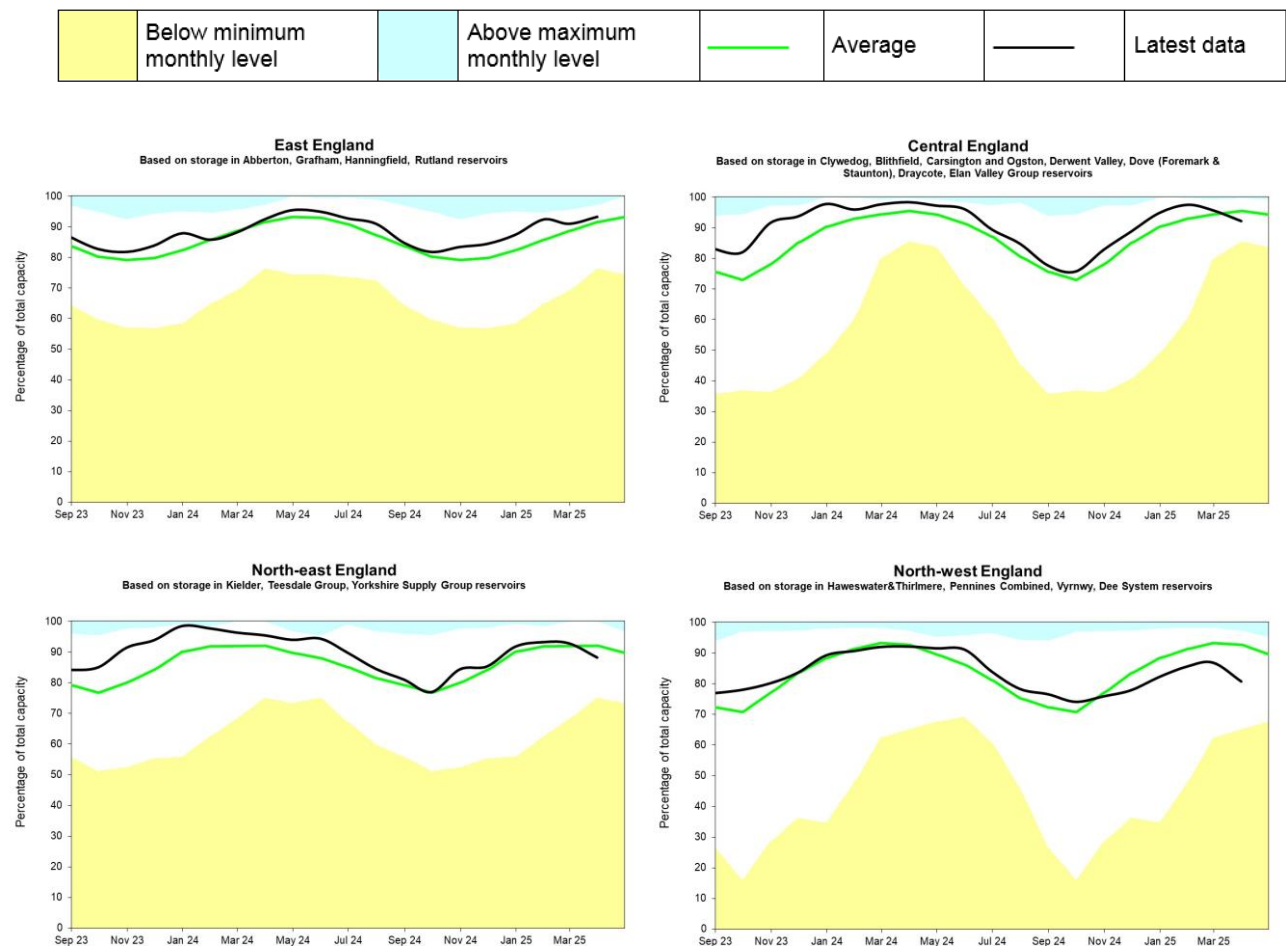 Below minimum
monthly level
Above maximum
monthly level
Average
Latest data
East England
Based on storage in Abberton, Grafham, Hanningfield, Rutland reservoirs
Percentage of total capacity
100
90
80
70
60
50
40
30
20
10
0
Sep 23 Nov 23 Jan 24 Mar 24 May 24 Jul 24 Sep 24 Nov 24 Jan 25 Mar 25
Central England
Based on storage in Clywedog, Blithfield, Carsington and Ogston, Derwent Valley, Dove (Foremark &
Staunton), Draycote, Elan Valley Group reservoirs
Percentage of total capacity
100
90
80
70
60
50
40
30
20
10
0
Sep 23 Nov 23 Jan 24 Mar 24 May 24 Jul 24 Sep 24 Nov 24 Jan 25 Mar 25
North-east England
Based on storage in Kielder, Teesdale Group, Yorkshire Supply Group reservoirs
Percentage of total capacity
100
90
80
70
60
50
40
30
20
10
0
Sep 23 Nov 23 Jan 24 Mar 24 May 24 Jul 24 Sep 24 Nov 24 Jan 25 Mar 25
North-west England
Based on storage in Haweswater&Thirlmere, Pennines Combined, Vyrnwy, Dee System reservoirs
Percentage of total capacity
100
90
80
70
60
50
40
30
20
10
0
Sep 23 Nov 23 Jan 24 Mar 24 May 24 Jul 24 Sep 24 Nov 24 Jan 25 Mar 25